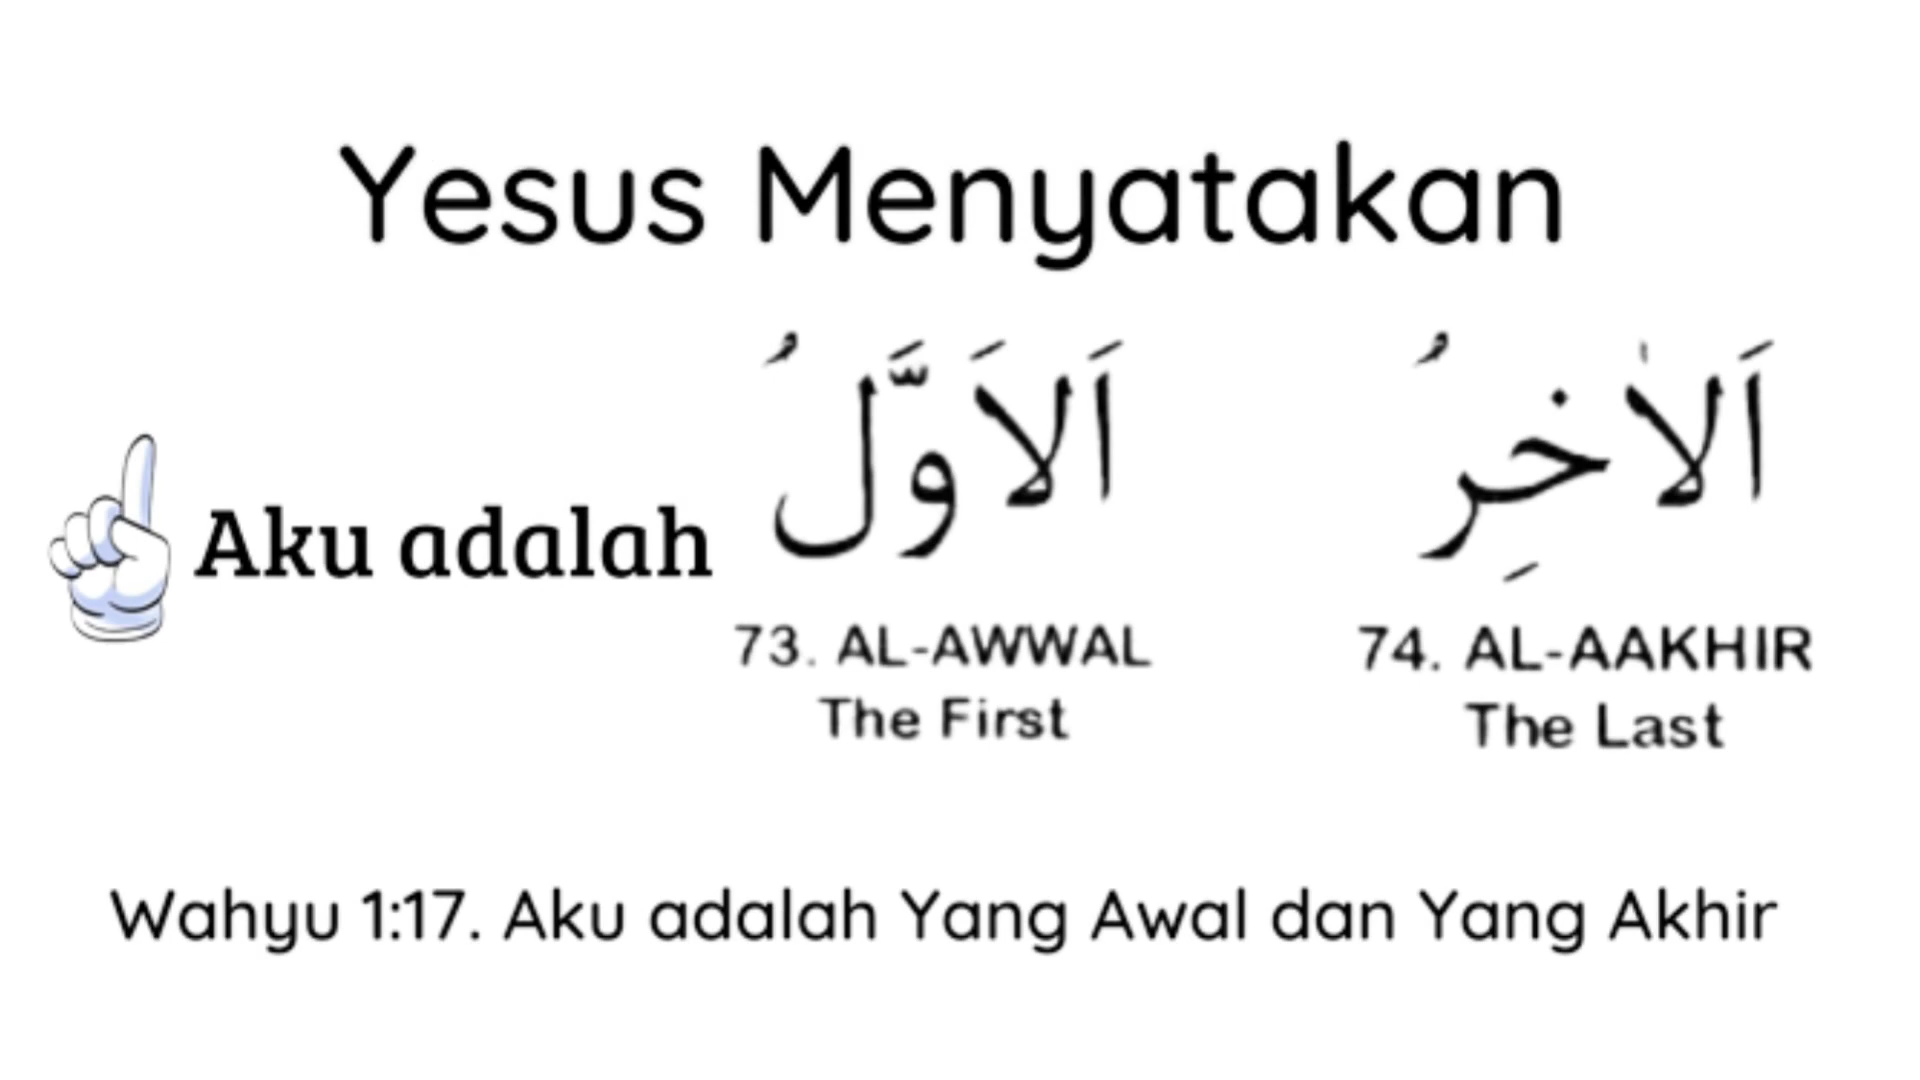 Yesus Menyatakan
Aku adalah
اَلاَوَّلُ
اَلاٰخِرُ
73. AL-AWWAL
The First
74. AL-AAKHIR
The Last
Wahyu 1:17. Aku adalah Yang Awal dan Yang Akhir